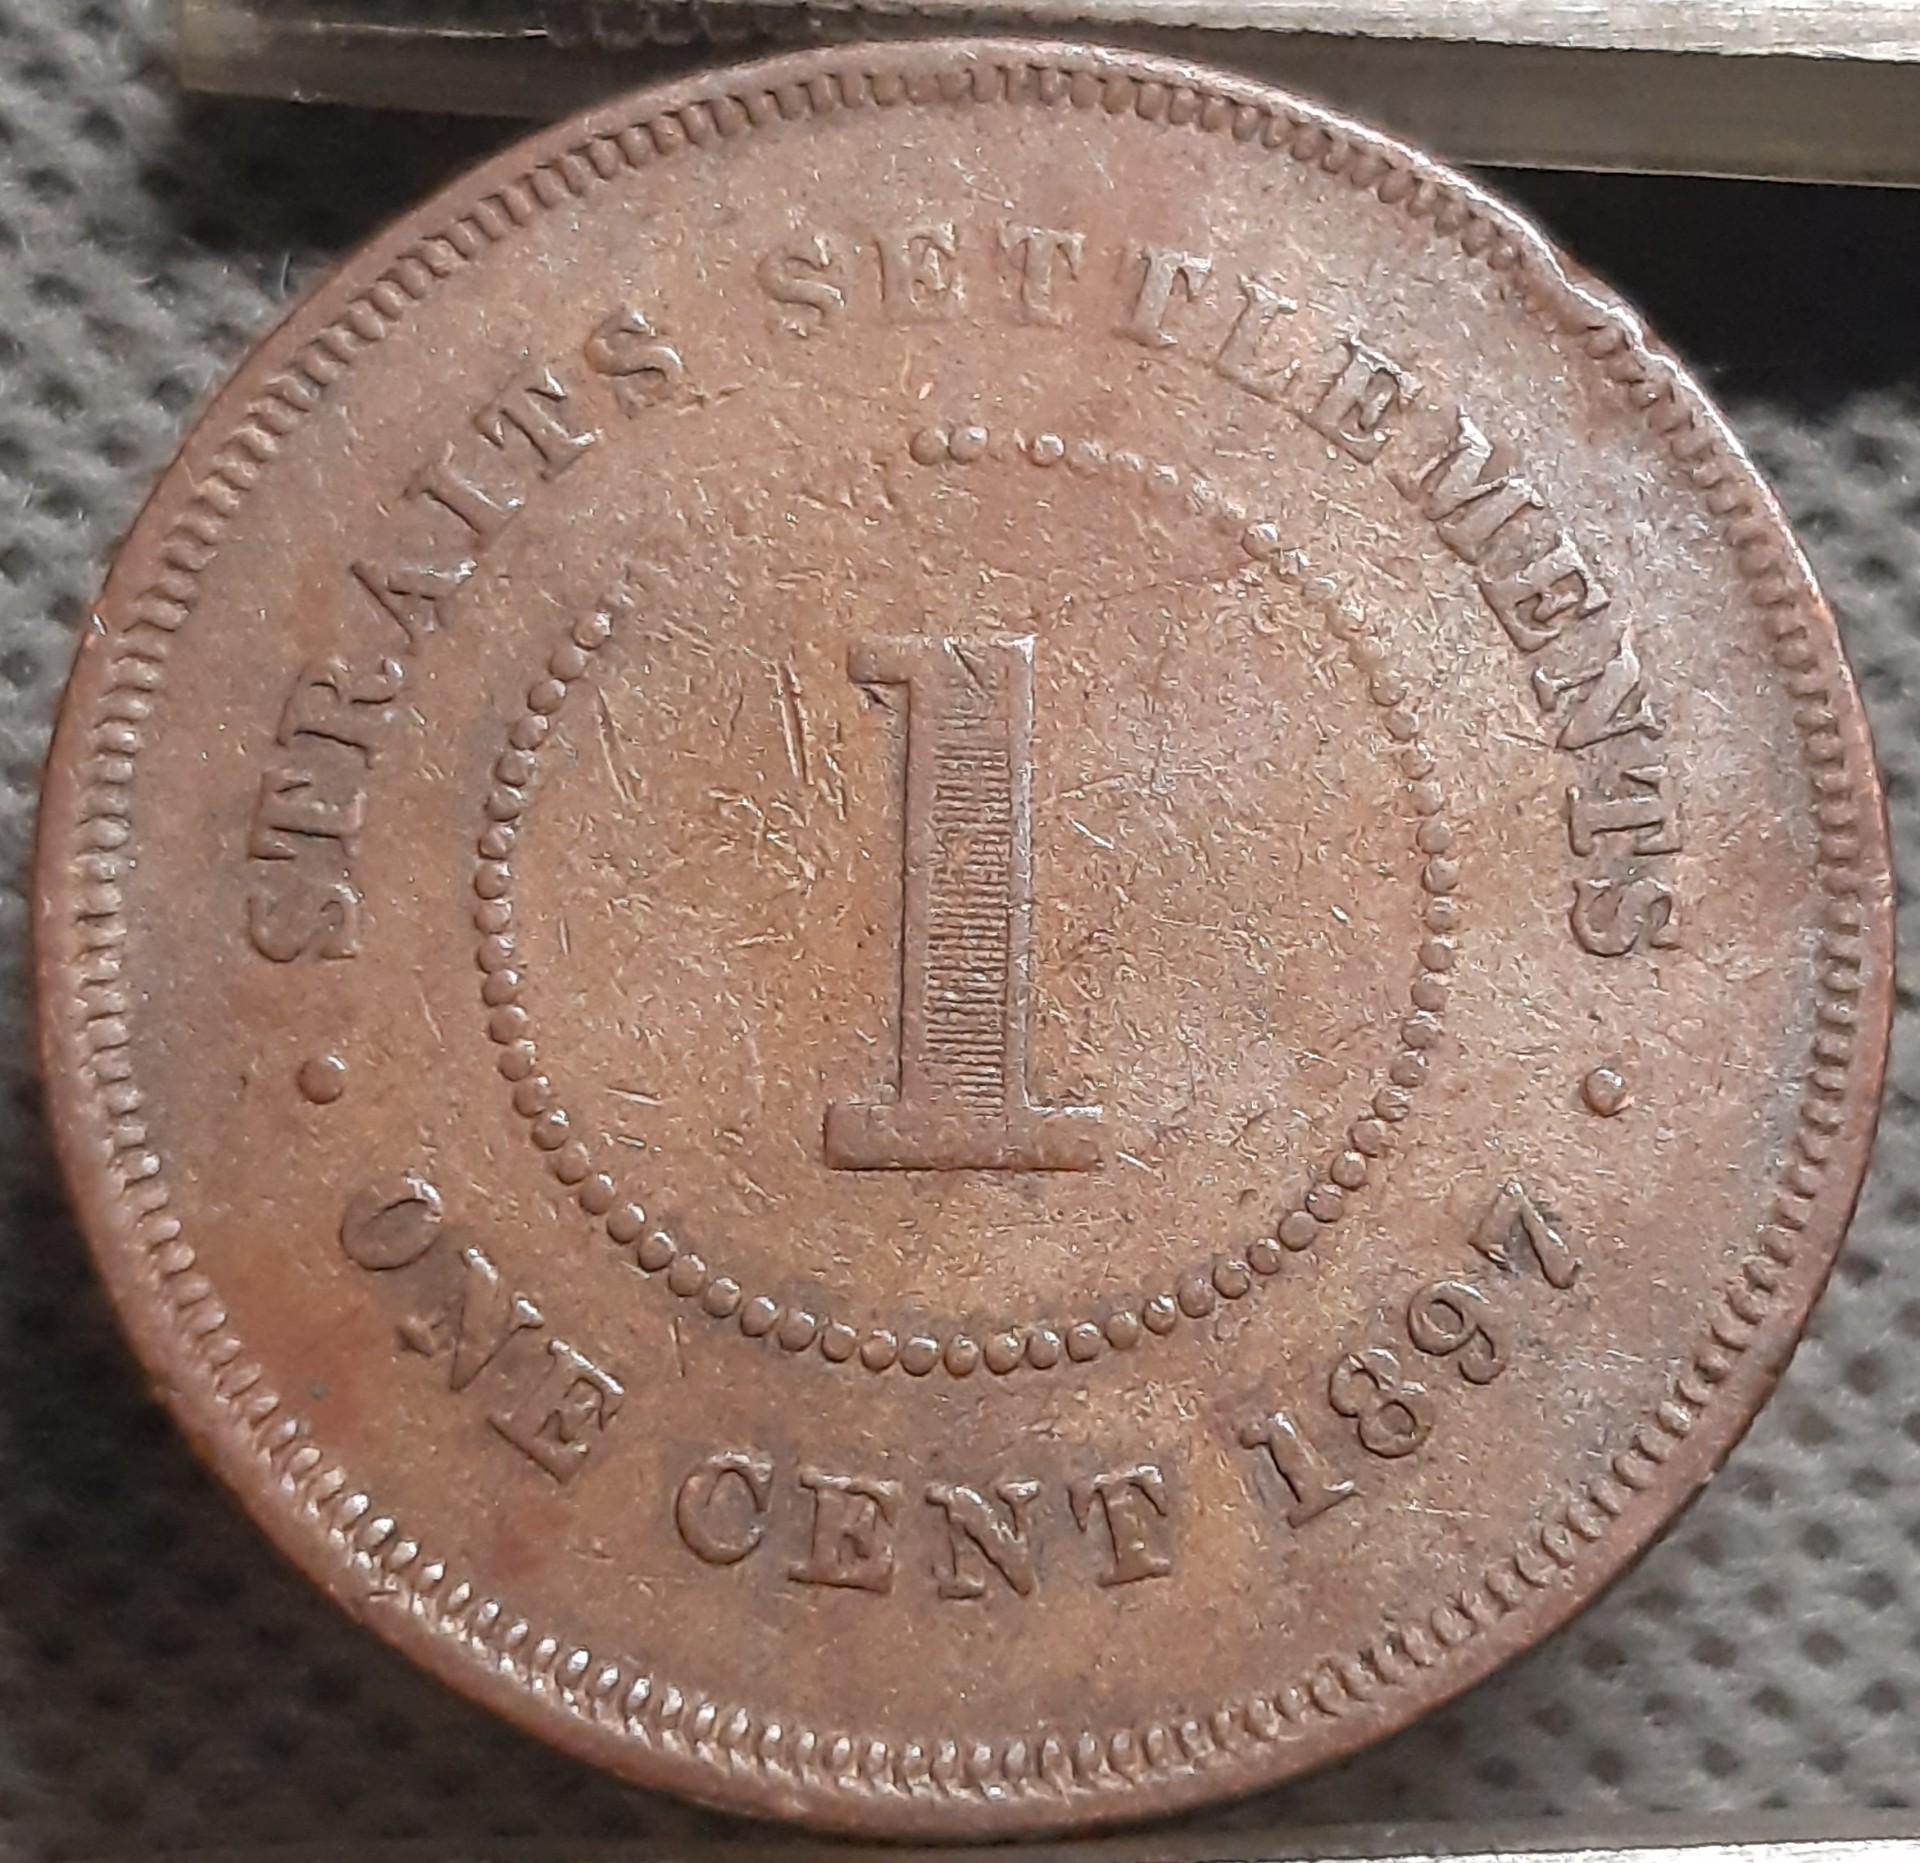 STRAITS SETTLEMENTS
1
ONE CENT 1897